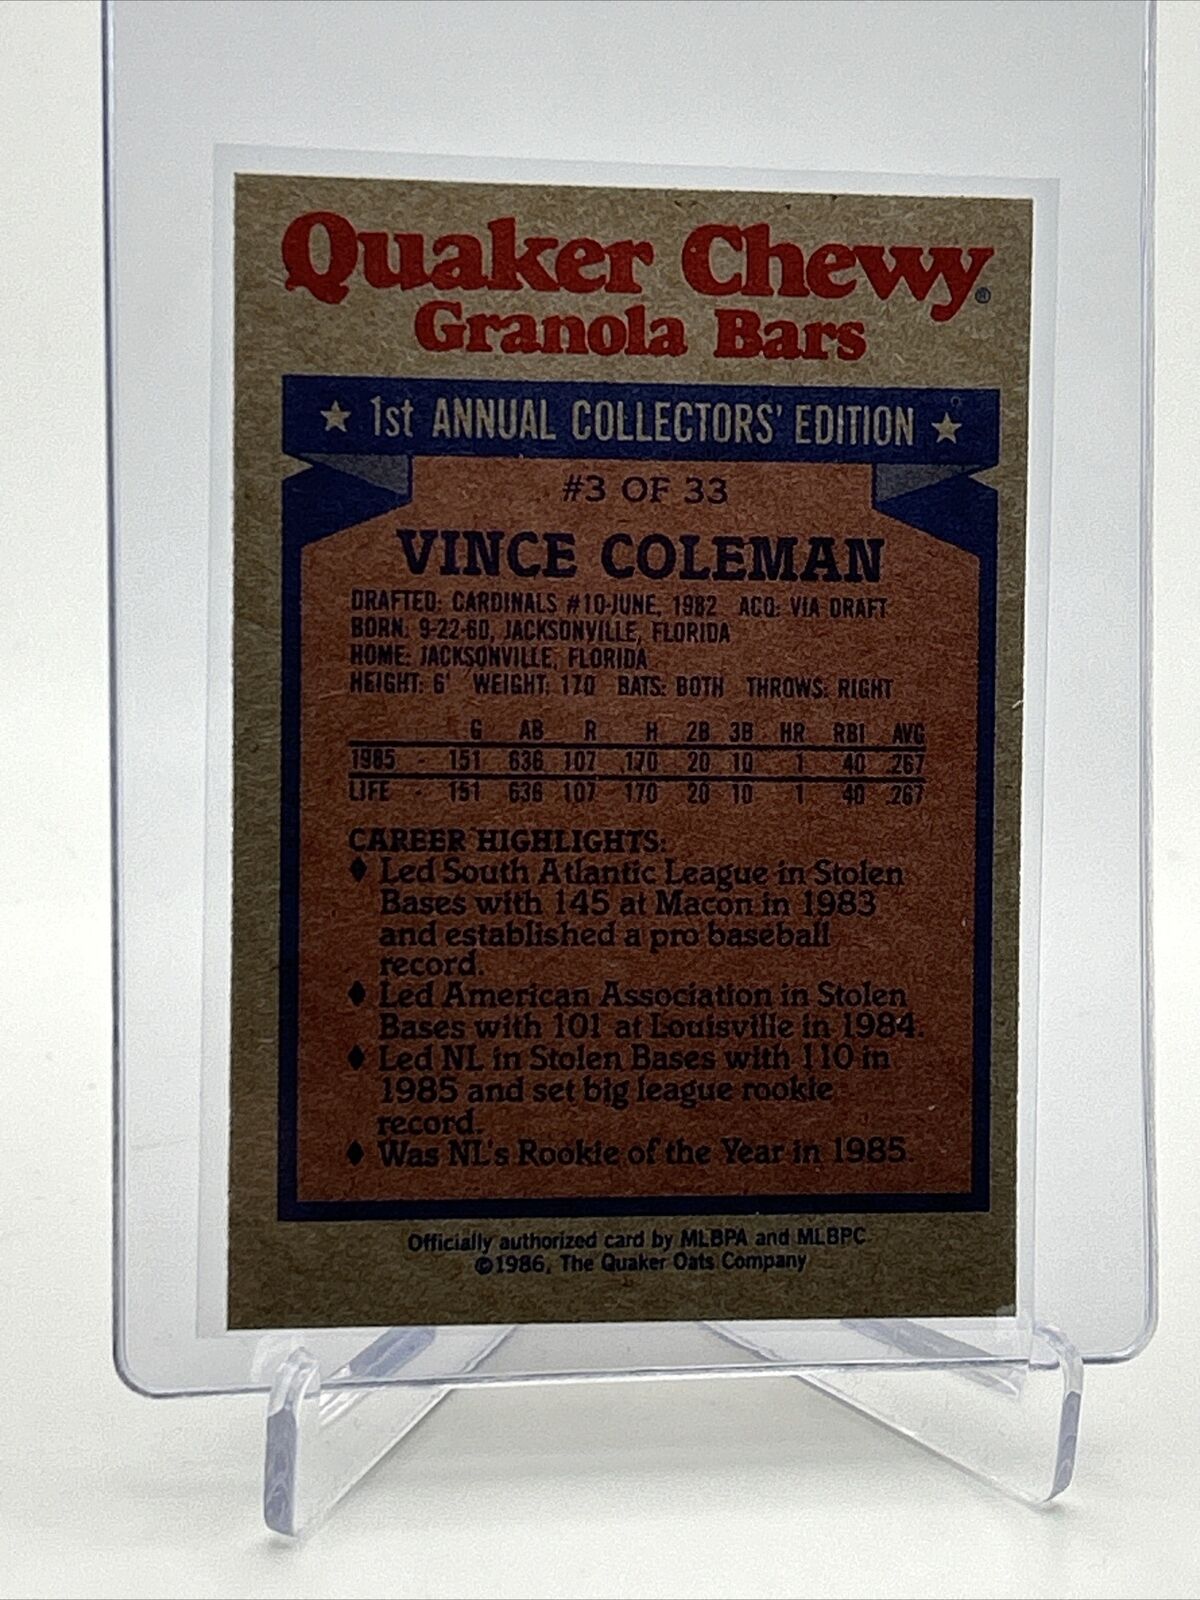 Quaker Chewy®
Granola Bars
★ 1st ANNUAL COLLECTORS' EDITION ★
#3 OF 33
VINCE COLEMAN
DRAFTED: CARDINALS #10-JUNE, 1982 ACQ: VIA DRAFT
BORN: 9-22-60, JACKSONVILLE, FLORIDA
HOME: JACKSONVILLE, FLORIDA
HEIGHT: 6' WEIGHT: 170 BATS: BOTH THROWS: RIGHT
G AB R H 2B 3B HR RBI AVG
1985 - 151 636 107 170 20 10 1 40 .267
LIFE - 151 636 107 170 20 10 1 40 .267
CAREER HIGHLIGHTS:
♦ Led South Atlantic League in Stolen
Bases with 145 at Macon in 1983
and established a pro baseball
record.
♦ Led American Association in Stolen
Bases with 101 at Louisville in 1984.
♦ Led NL in Stolen Bases with 110 in
1985 and set big league rookie
record.
♦ Was NL's Rookie of the Year in 1985.
Officially authorized card by MLBPA and MLBPC
©1986, The Quaker Oats Company